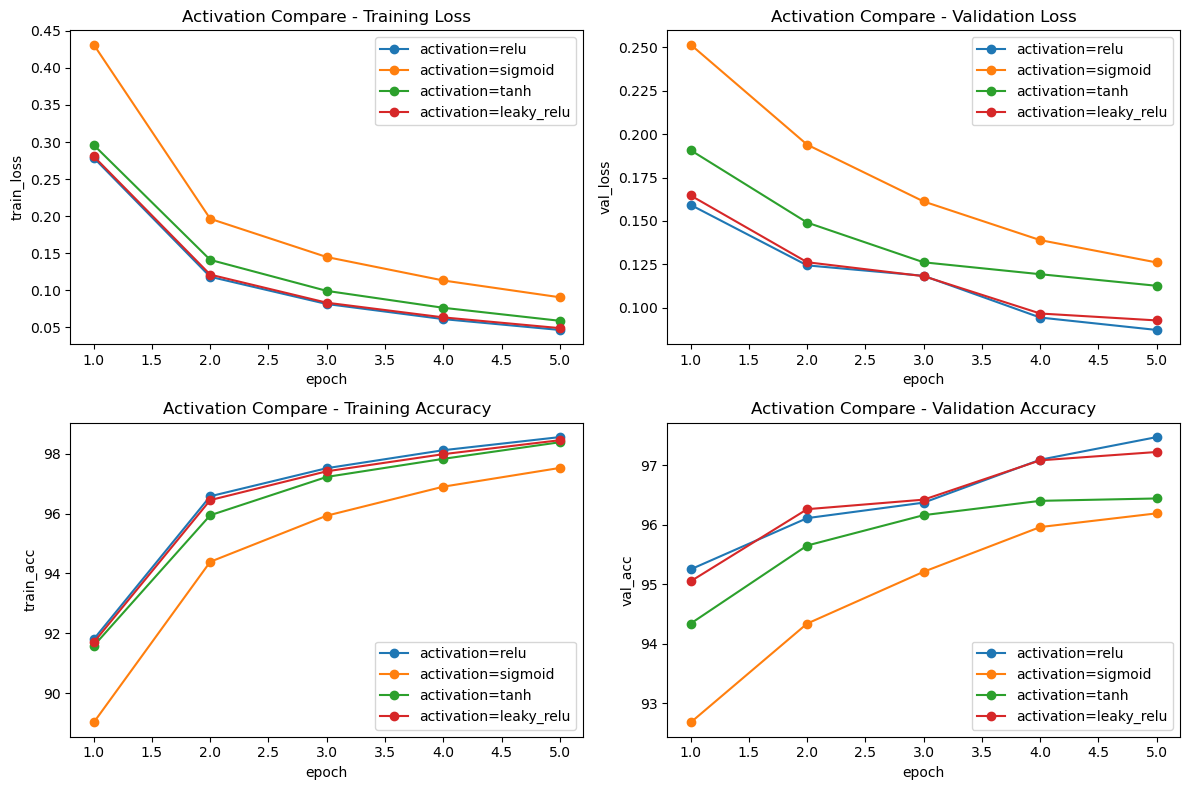 Activation Compare - Training Loss
train_loss
0.45
0.40
0.35
0.30
0.25
0.20
0.15
0.10
0.05
activation=relu
activation=sigmoid
activation=tanh
activation=leaky_relu
1.0 1.5 2.0 2.5 3.0 3.5 4.0 4.5 5.0
epoch
Activation Compare - Validation Loss
val_loss
0.250
0.225
0.200
0.175
0.150
0.125
0.100
activation=relu
activation=sigmoid
activation=tanh
activation=leaky_relu
1.0 1.5 2.0 2.5 3.0 3.5 4.0 4.5 5.0
epoch
Activation Compare - Training Accuracy
train_acc
98
96
94
92
90
activation=relu
activation=sigmoid
activation=tanh
activation=leaky_relu
1.0 1.5 2.0 2.5 3.0 3.5 4.0 4.5 5.0
epoch
Activation Compare - Validation Accuracy
val_acc
97
96
95
94
93
activation=relu
activation=sigmoid
activation=tanh
activation=leaky_relu
1.0 1.5 2.0 2.5 3.0 3.5 4.0 4.5 5.0
epoch